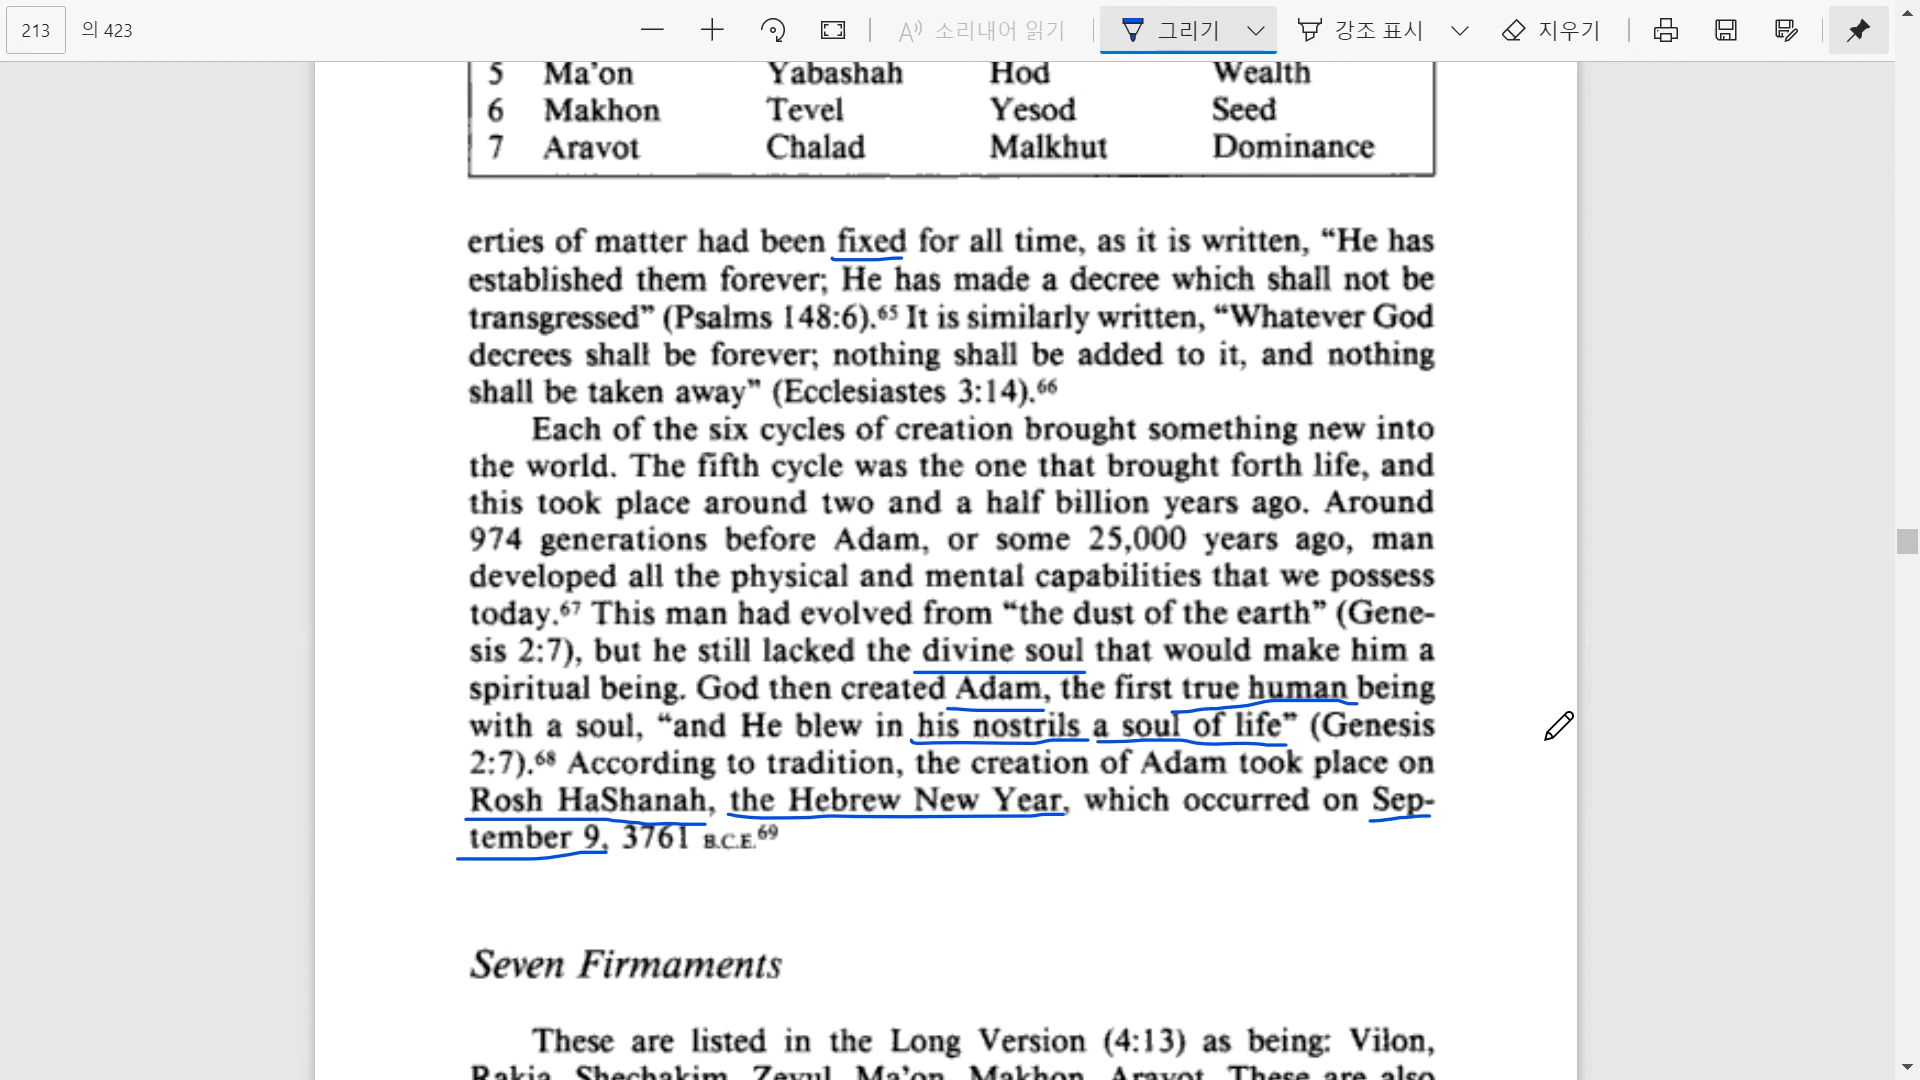 213 의 423 소리내어 읽기 그리기 강조 표시 지우기
5 Ma’on Yabashah Hod Wealth
6 Makhon Tevel Yesod Seed
7 Aravot Chalad Malkhut Dominance
erties of matter had been fixed for all time, as it is written, “He has
established them forever; He has made a decree which shall not be
transgressed” (Psalms 148:6).⁶⁵ It is similarly written, “Whatever God
decrees shall be forever; nothing shall be added to it, and nothing
shall be taken away” (Ecclesiastes 3:14).⁶⁶
Each of the six cycles of creation brought something new into
the world. The fifth cycle was the one that brought forth life, and
this took place around two and a half billion years ago. Around
974 generations before Adam, or some 25,000 years ago, man
developed all the physical and mental capabilities that we possess
today.⁶⁷ This man had evolved from “the dust of the earth” (Gene-
sis 2:7), but he still lacked the divine soul that would make him a
spiritual being. God then created Adam, the first true human being
with a soul, “and He blew in his nostrils a soul of life” (Genesis
2:7).⁶⁸ According to tradition, the creation of Adam took place on
Rosh HaShanah, the Hebrew New Year, which occurred on Sep-
tember 9, 3761 B.C.E.⁶⁹
Seven Firmaments
These are listed in the Long Version (4:13) as being: Vilon,
Rakia, Shechakim, Zevul, Ma’on, Makhon, Aravot. These are also